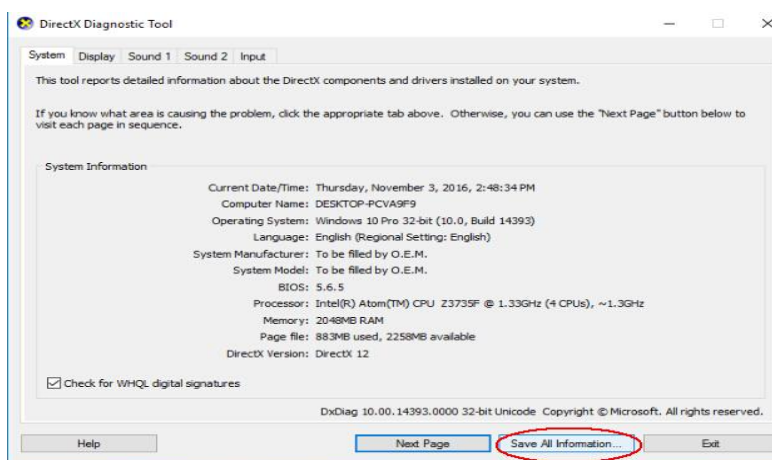 DirectX Diagnostic Tool
System Display Sound 1 Sound 2 Input
This tool reports detailed information about the DirectX components and drivers installed on your system.
If you know what area is causing the problem, click the appropriate tab above. Otherwise, you can use the "Next Page" button below to
visit each page in sequence.
System Information
Current Date/Time: Thursday, November 3, 2016, 2:48:34 PM
Computer Name: DESKTOP-PCVA9F9
Operating System: Windows 10 Pro 32-bit (10.0, Build 14393)
Language: English (Regional Setting: English)
System Manufacturer: To be filled by O.E.M.
System Model: To be filled by O.E.M.
BIOS: 5.6.5
Processor: Intel(R) Atom(TM) CPU Z3735F @ 1.33GHz (4 CPUs), ~1.3GHz
Memory: 2048MB RAM
Page file: 883MB used, 2258MB available
DirectX Version: DirectX 12
Check for WHQL digital signatures
DxDiag 10.00.14393.0000 32-bit Unicode Copyright © Microsoft. All rights reserved.
Help Next Page Save All Information... Exit